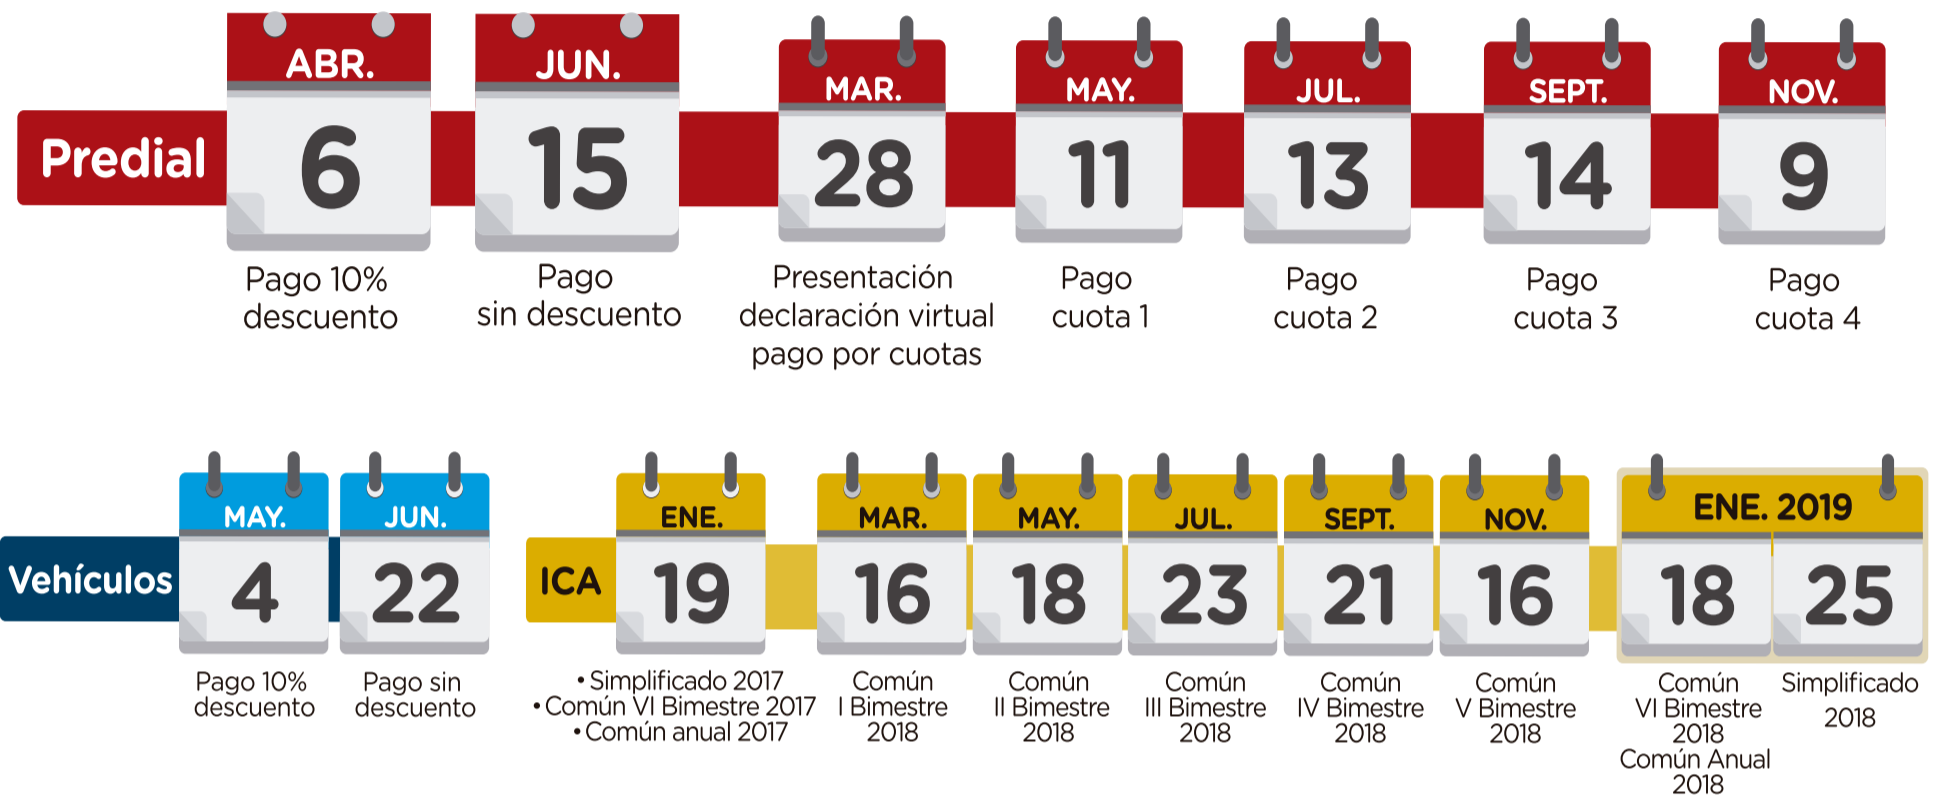 Predial
ABR.
6
Pago 10%
descuento
JUN.
15
Pago
sin descuento
MAR.
28
Presentación
declaración virtual
pago por cuotas
MAY.
11
Pago
cuota 1
JUL.
13
Pago
cuota 2
SEPT.
14
Pago
cuota 3
NOV.
9
Pago
cuota 4
Vehículos
MAY.
4
Pago 10%
descuento
JUN.
22
Pago sin
descuento
ICA
ENE.
19
• Simplificado 2017
• Común VI Bimestre 2017
• Común anual 2017
MAR.
16
Común
I Bimestre
2018
MAY.
18
Común
II Bimestre
2018
JUL.
23
Común
III Bimestre
2018
SEPT.
21
Común
IV Bimestre
2018
NOV.
16
Común
V Bimestre
2018
ENE. 2019
18
Común
VI Bimestre
2018
Común Anual
2018
25
Simplificado
2018